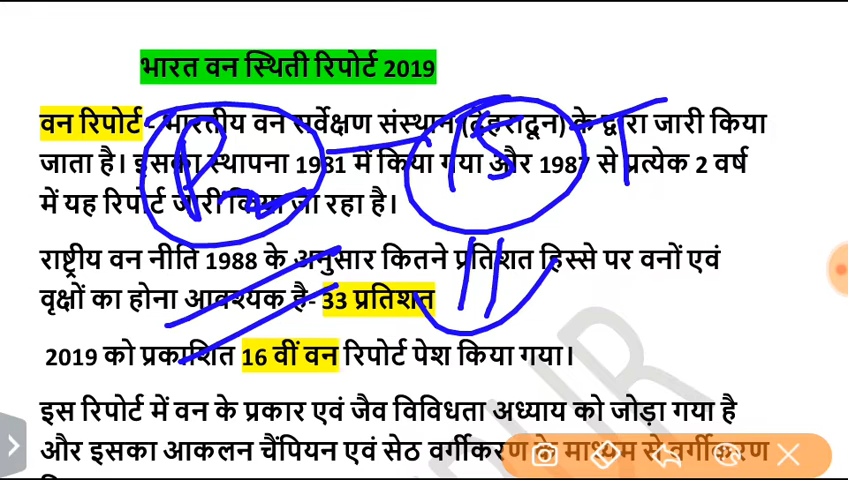 भारत वन स्थिती रिपोर्ट 2019
वन रिपोर्ट - भारतीय वन सर्वेक्षण संस्थान (देहरादून) के द्वारा जारी किया
जाता है। इसका स्थापना 1981 में किया गया और 1987 से प्रत्येक 2 वर्ष
में यह रिपोर्ट जारी किया जा रहा है।
राष्ट्रीय वन नीति 1988 के अनुसार कितने प्रतिशत हिस्से पर वनों एवं
वृक्षों का होना आवश्यक है- 33 प्रतिशत
2019 को प्रकाशित 16 वीं वन रिपोर्ट पेश किया गया।
इस रिपोर्ट में वन के प्रकार एवं जैव विविधता अध्याय को जोड़ा गया है
और इसका आकलन चैंपियन एवं सेठ वर्गीकरण के माध्यम से वर्गीकरण